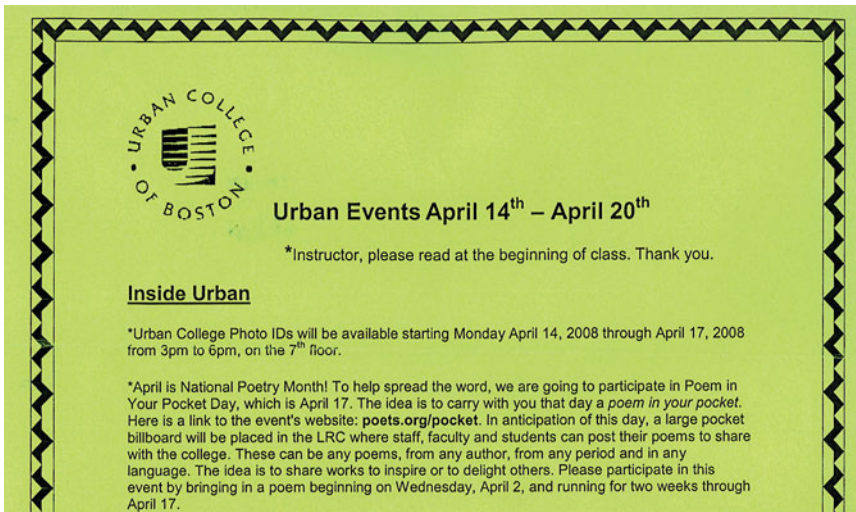 URBAN COLLEGE
OF BOSTON
Urban Events April 14th – April 20th
*Instructor, please read at the beginning of class. Thank you.
Inside Urban
*Urban College Photo IDs will be available starting Monday April 14, 2008 through April 17, 2008
from 3pm to 6pm, on the 7th floor.
*April is National Poetry Month! To help spread the word, we are going to participate in Poem in
Your Pocket Day, which is April 17. The idea is to carry with you that day a poem in your pocket.
Here is a link to the event's website: poets.org/pocket. In anticipation of this day, a large pocket
billboard will be placed in the LRC where staff, faculty and students can post their poems to share
with the college. These can be any poems, from any author, from any period and in any
language. The idea is to share works to inspire or to delight others. Please participate in this
event by bringing in a poem beginning on Wednesday, April 2, and running for two weeks through
April 17.